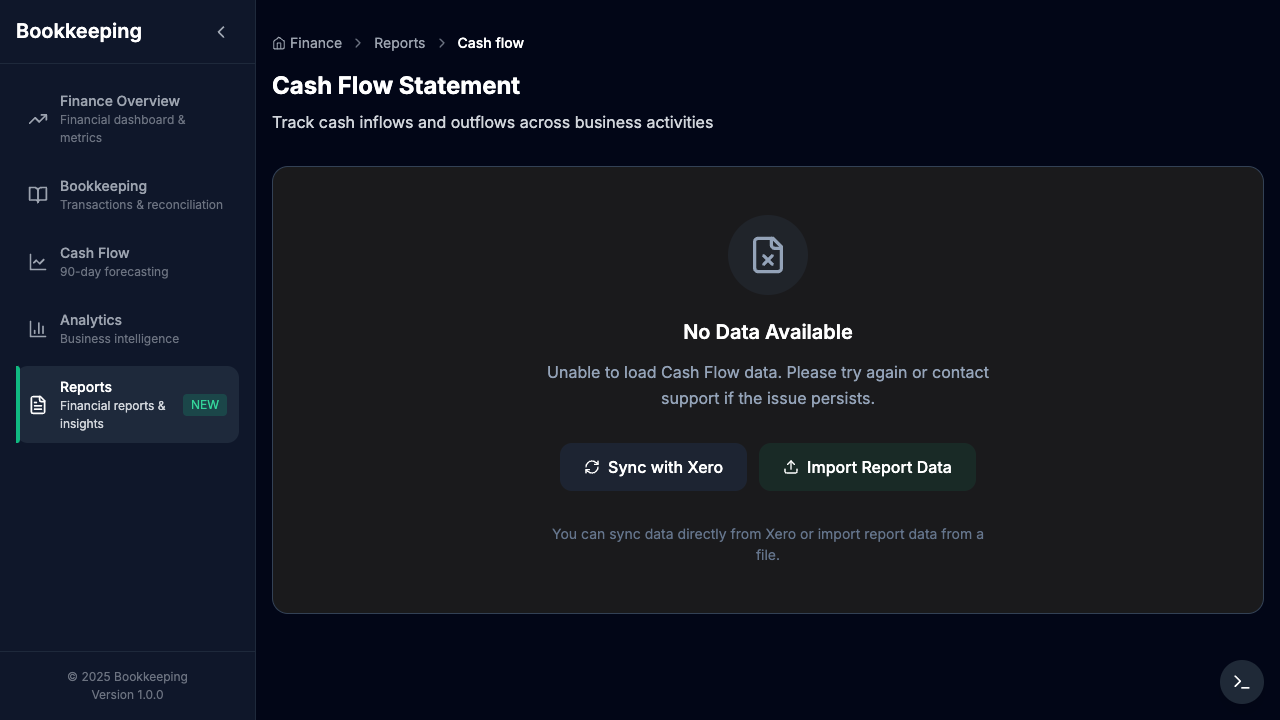 Bookkeeping
Finance Overview
Financial dashboard &
metrics
Bookkeeping
Transactions & reconciliation
Cash Flow
90-day forecasting
Analytics
Business intelligence
Reports
Financial reports &
insights
NEW
© 2025 Bookkeeping
Version 1.0.0
Finance
Reports
Cash flow
Cash Flow Statement
Track cash inflows and outflows across business activities
No Data Available
Unable to load Cash Flow data. Please try again or contact
support if the issue persists.
Sync with Xero
Import Report Data
You can sync data directly from Xero or import report data from a
file.